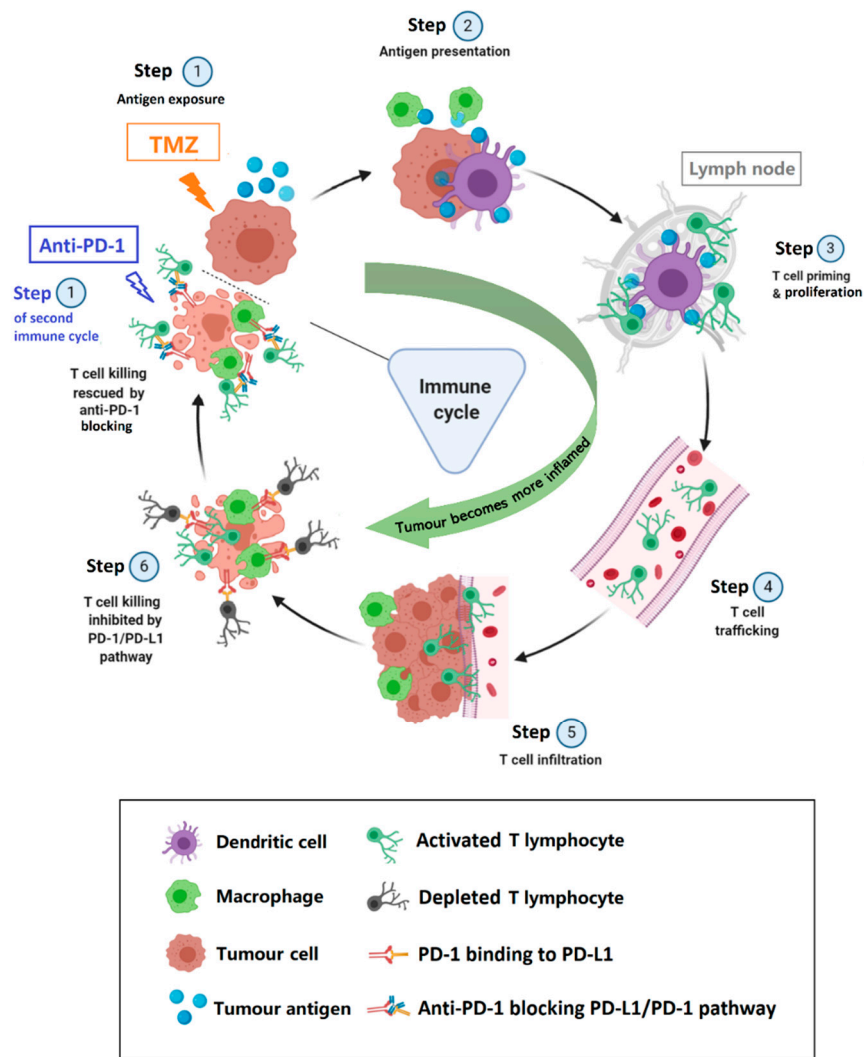 Step 1
Antigen exposure
TMZ
Step 2
Antigen presentation
Lymph node
Step 3
T cell priming
& proliferation
Anti-PD-1
Step 1
of second
immune cycle
T cell killing
rescued by
anti-PD-1
blocking
Immune
cycle
Tumour becomes more inflamed
Step 4
T cell
trafficking
Step 5
T cell infiltration
Step 6
T cell killing
inhibited by
PD-1/PD-L1
pathway
Dendritic cell
Activated T lymphocyte
Macrophage
Depleted T lymphocyte
Tumour cell
PD-1 binding to PD-L1
Tumour antigen
Anti-PD-1 blocking PD-L1/PD-1 pathway